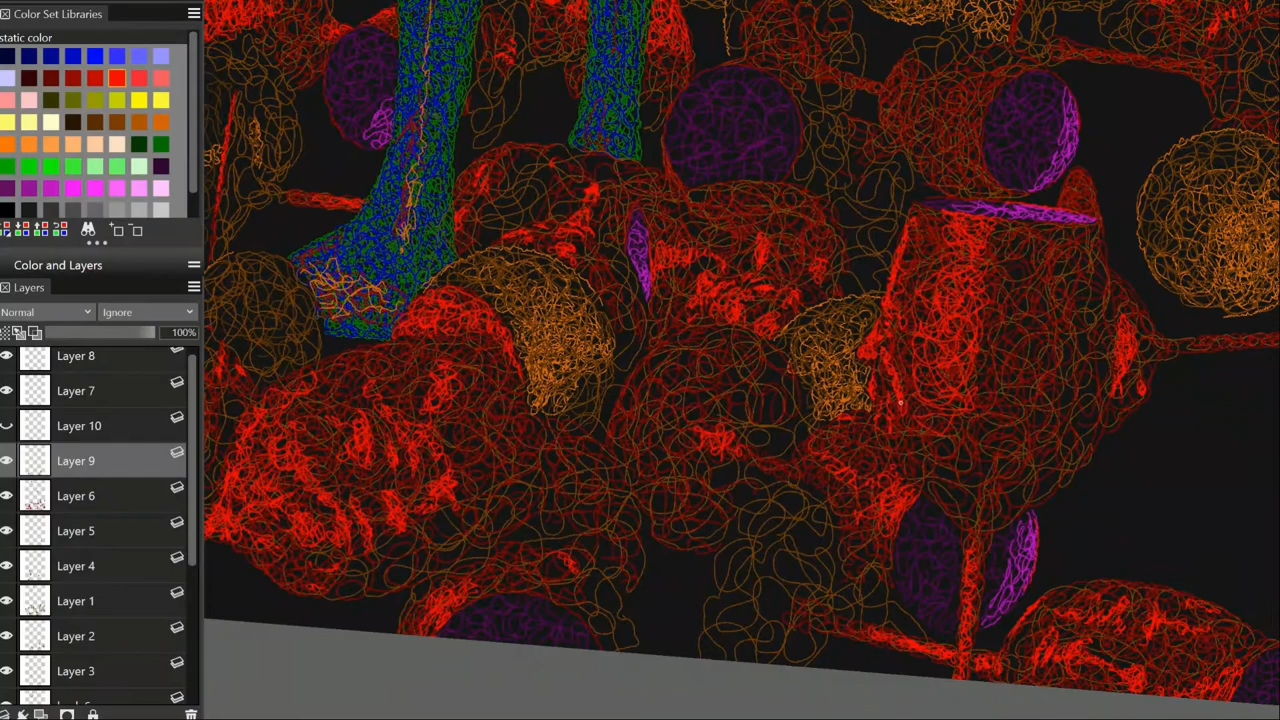 Color Set Libraries
static color
Color and Layers
Layers
Normal Ignore
100%
Layer 8
Layer 7
Layer 10
Layer 9
Layer 6
Layer 5
Layer 4
Layer 1
Layer 2
Layer 3